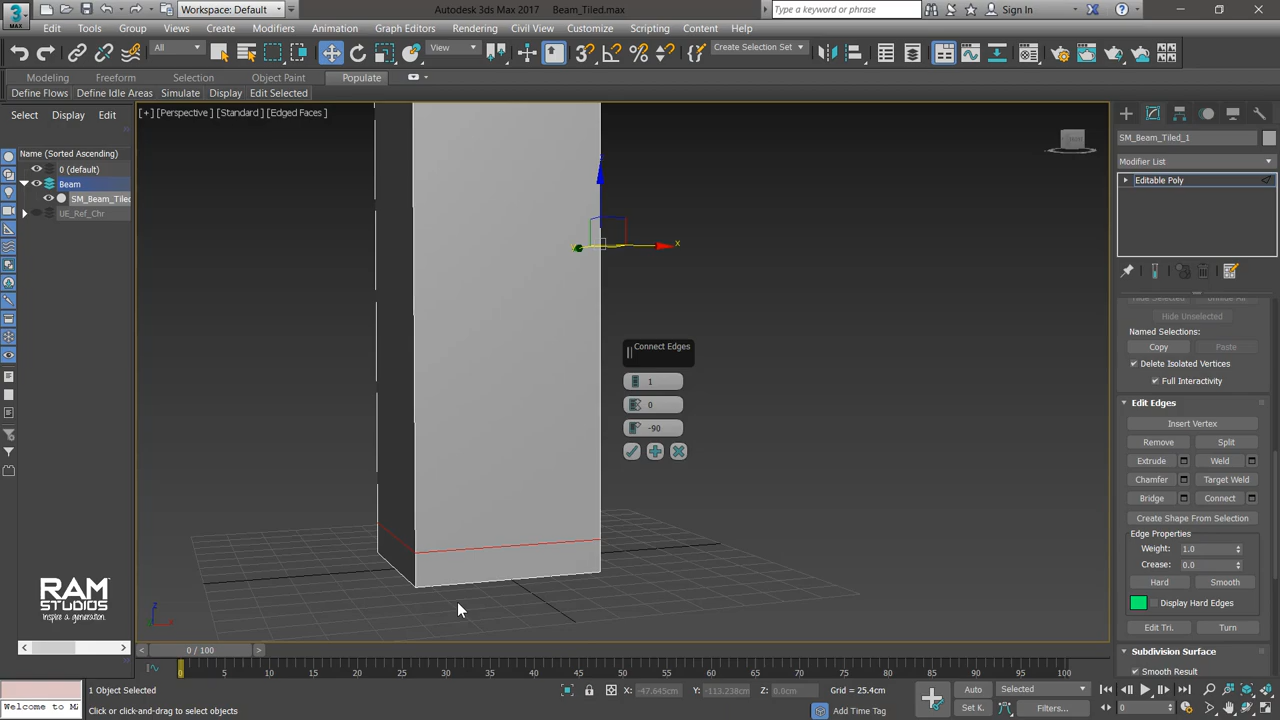 Workspace: Default
Autodesk 3ds Max 2017 Beam_Tiled.max
Type a keyword or phrase
Sign In
3
MAX
Edit Tools Group Views Create Modifiers Animation Graph Editors Rendering Civil View Customize Scripting Content Help
All
View
Create Selection Set
Modeling Freeform Selection Object Paint Populate
Define Flows Define Idle Areas Simulate Display Edit Selected
Select Display Edit
[+] [Perspective ] [Standard ] [Edged Faces ]
SM_Beam_Tiled_1
Name (Sorted Ascending)
Modifier List
0 (default)
Beam
Editable Poly
SM_Beam_Tiled
UE_Ref_Chr
x
Hide Unselected
Named Selections:
Copy Paste
Delete Isolated Vertices
Full Interactivity
Connect Edges
1
0
-90
Edit Edges
Insert Vertex
Remove Split
Extrude Weld
Chamfer Target Weld
Bridge Connect
Create Shape From Selection
Edge Properties
Weight: 1.0
Crease: 0.0
Hard Smooth
Display Hard Edges
Edit Tri. Turn
Subdivision Surface
Smooth Result
RAM
STUDIOS
Inspire a generation
z
x
0 / 100
0 5 10 15 20 25 30 35 40 45 50 55 60 65 70 75 80 85 90 95 100
1 Object Selected
X: -47.645cm Y: -113.238cm Z: 0.0cm Grid = 25.4cm
Auto Selected
Welcome to Ma
Click or click-and-drag to select objects
Add Time Tag
Set K. Filters...
0